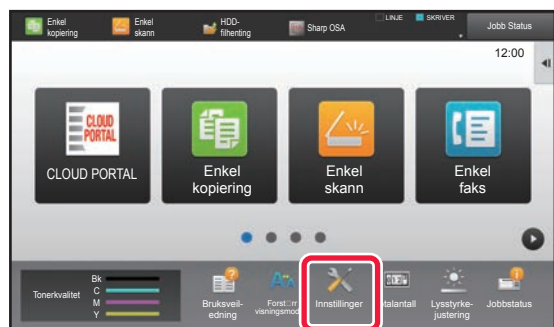 Enkel
kopiering
Enkel
skann
HDD-
filhenting
Sharp OSA
LINJE
SKRIVER
Jobb Status
12:00
CLOUD
PORTAL
CLOUD PORTAL
Enkel
kopiering
Enkel
skann
Enkel
faks
Tonerkvalitet
Bk
C
M
Y
Bruksveil-
edning
Innstillinger
Lysstyrke-
justering
Jobbstatus